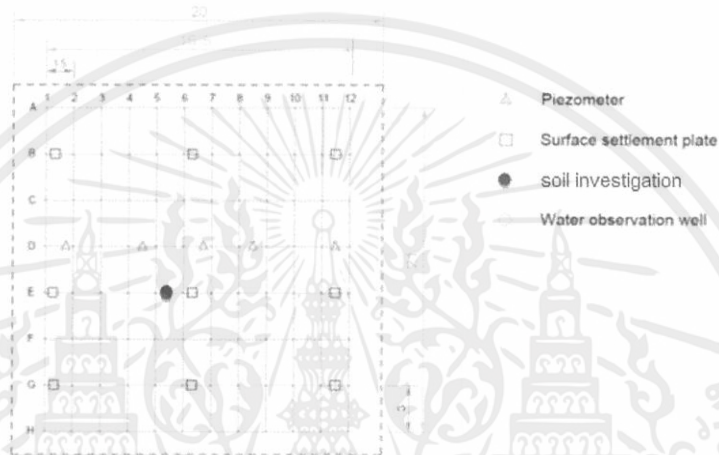 20
1.5
1 2 3 4 5 6 7 8 9 10 11 12
A
B
C
D
E
F
G
H
5
Piezometer
Surface settlement plate
soil investigation
Water observation well